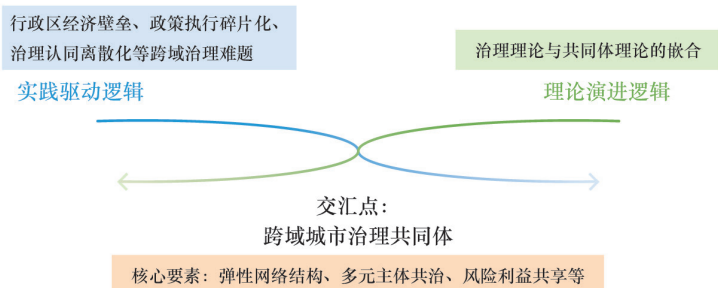 行政区经济壁垒、政策执行碎片化、
治理认同离散化等跨域治理难题
治理理论与共同体理论的嵌合
实践驱动逻辑
理论演进逻辑
交汇点：
跨域城市治理共同体
核心要素：弹性网络结构、多元主体共治、风险利益共享等